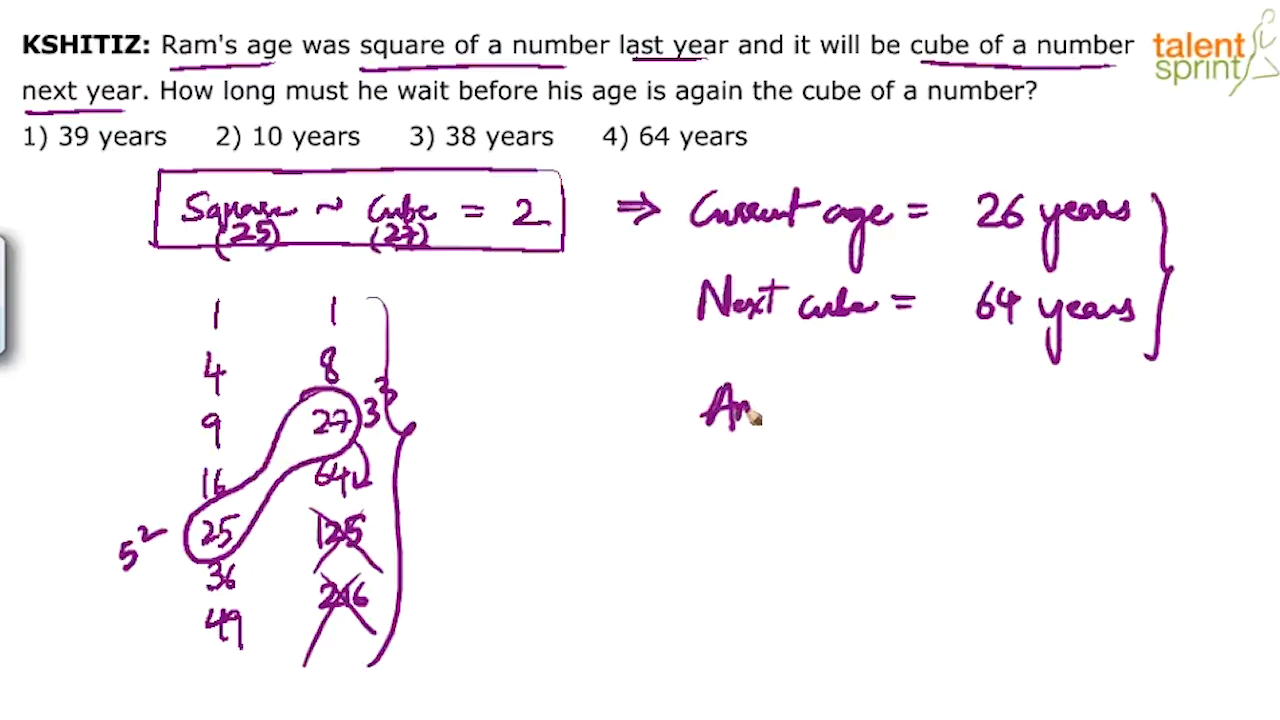 KSHITIZ: Ram's age was square of a number last year and it will be cube of a number
next year. How long must he wait before his age is again the cube of a number?
talent
sprint
1) 39 years 2) 10 years 3) 38 years 4) 64 years
Square ~ Cube = 2
(25) (27)
⇒ Current age = 26 years
Next cube = 64 years
An
1 1
4 8
9 27 3³
16 64
5² 25 125
36 216
49